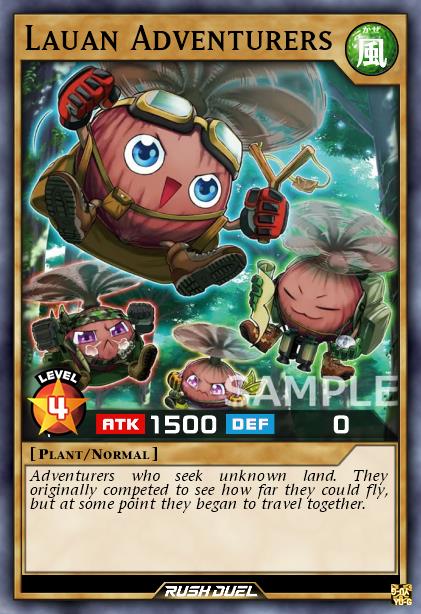 LAUAN ADVENTURERS
かぜ
風
SAMPLE
LEVEL
4
ATK 1500 DEF 0
[PLANT/NORMAL]
Adventurers who seek unknown land. They
originally competed to see how far they could fly,
but at some point they began to travel together.
RUSH DUEL